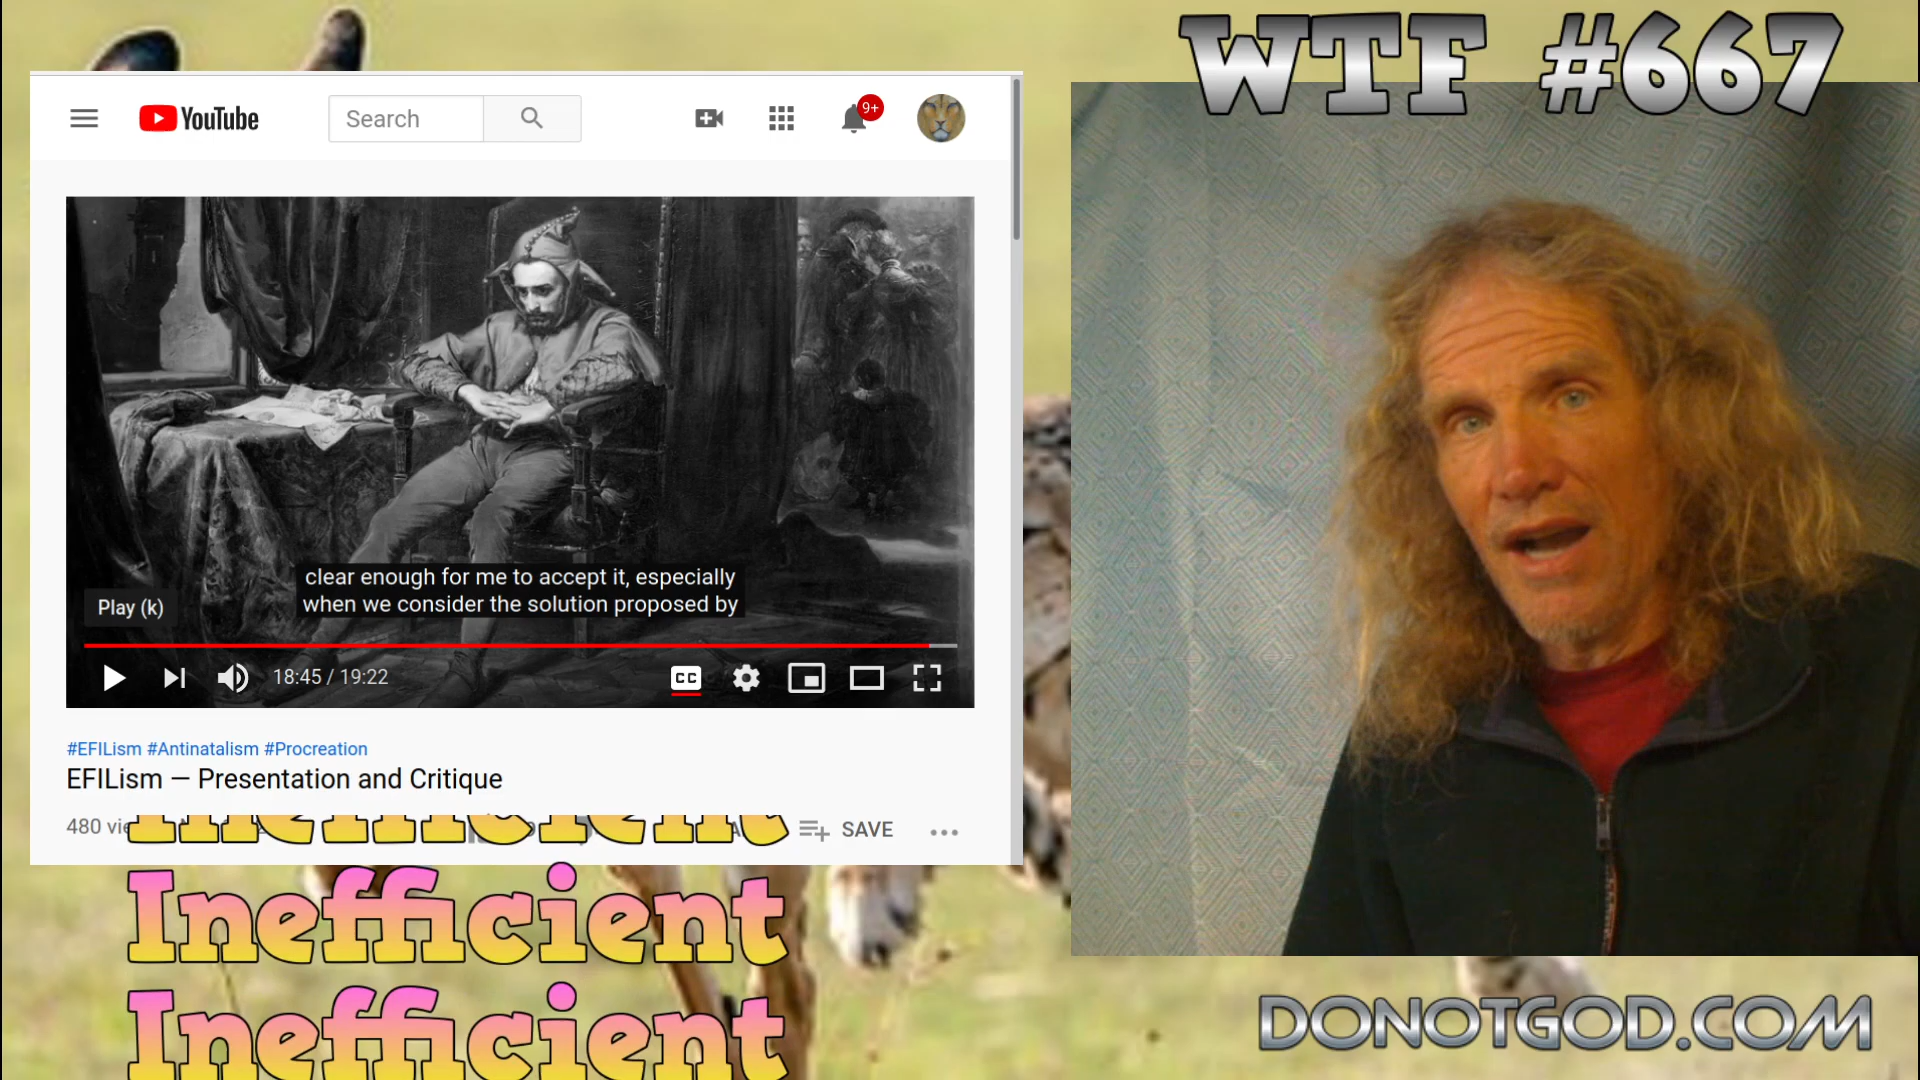 WTF #667
YouTube
Search
9+
clear enough for me to accept it, especially
when we consider the solution proposed by
Play (k)
18:45 / 19:22
CC
#EFILism #Antinatalism #Procreation
EFILism — Presentation and Critique
480
SAVE
Inefficient
Inefficient
Inefficient
DONOTGOD.COM